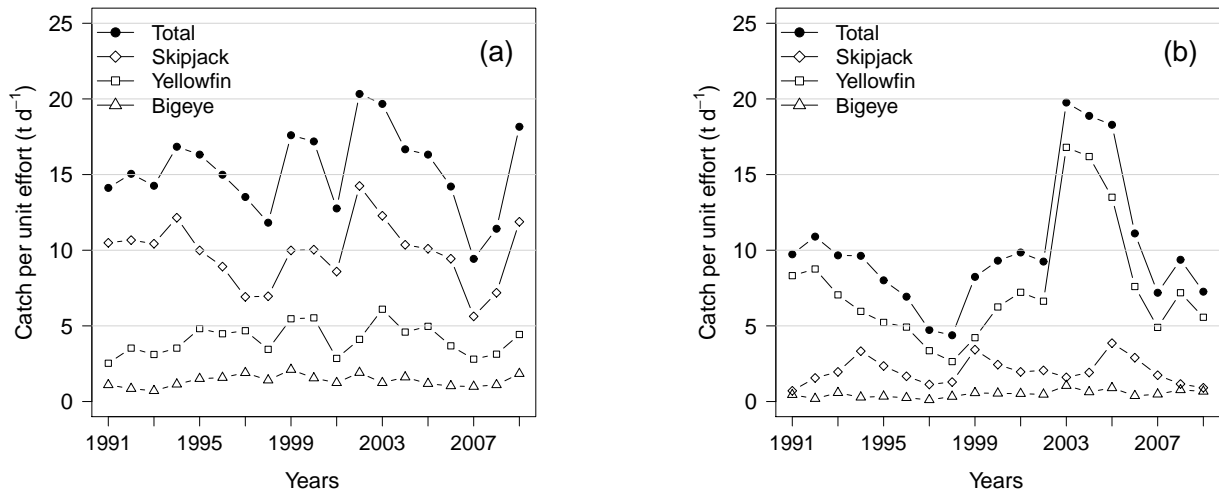 25
20
15
10
5
0
Catch per unit effort (t d⁻¹)
Total
Skipjack
Yellowfin
Bigeye
(a)
1991 1995 1999 2003 2007
Years
25
20
15
10
5
0
Catch per unit effort (t d⁻¹)
Total
Skipjack
Yellowfin
Bigeye
(b)
1991 1995 1999 2003 2007
Years